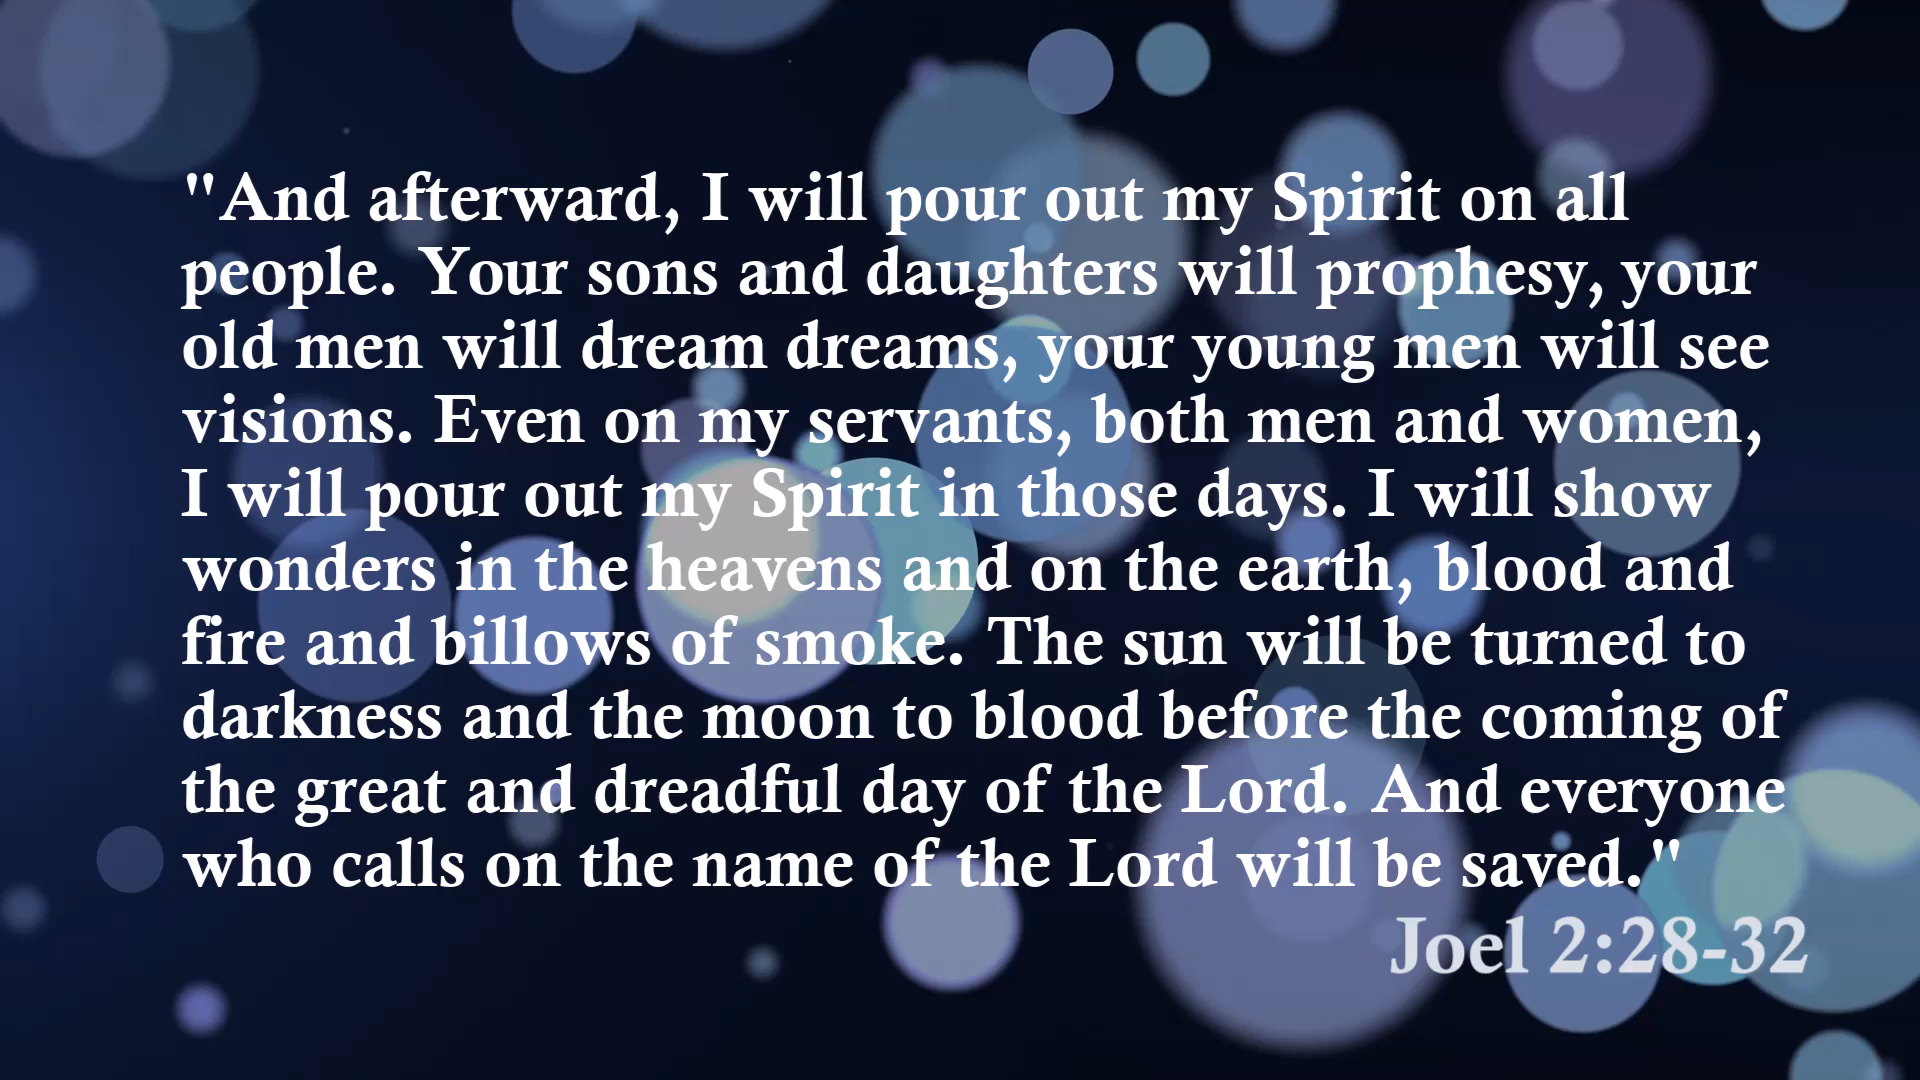 "And afterward, I will pour out my Spirit on all
people. Your sons and daughters will prophesy, your
old men will dream dreams, your young men will see
visions. Even on my servants, both men and women,
I will pour out my Spirit in those days. I will show
wonders in the heavens and on the earth, blood and
fire and billows of smoke. The sun will be turned to
darkness and the moon to blood before the coming of
the great and dreadful day of the Lord. And everyone
who calls on the name of the Lord will be saved."
Joel 2:28-32